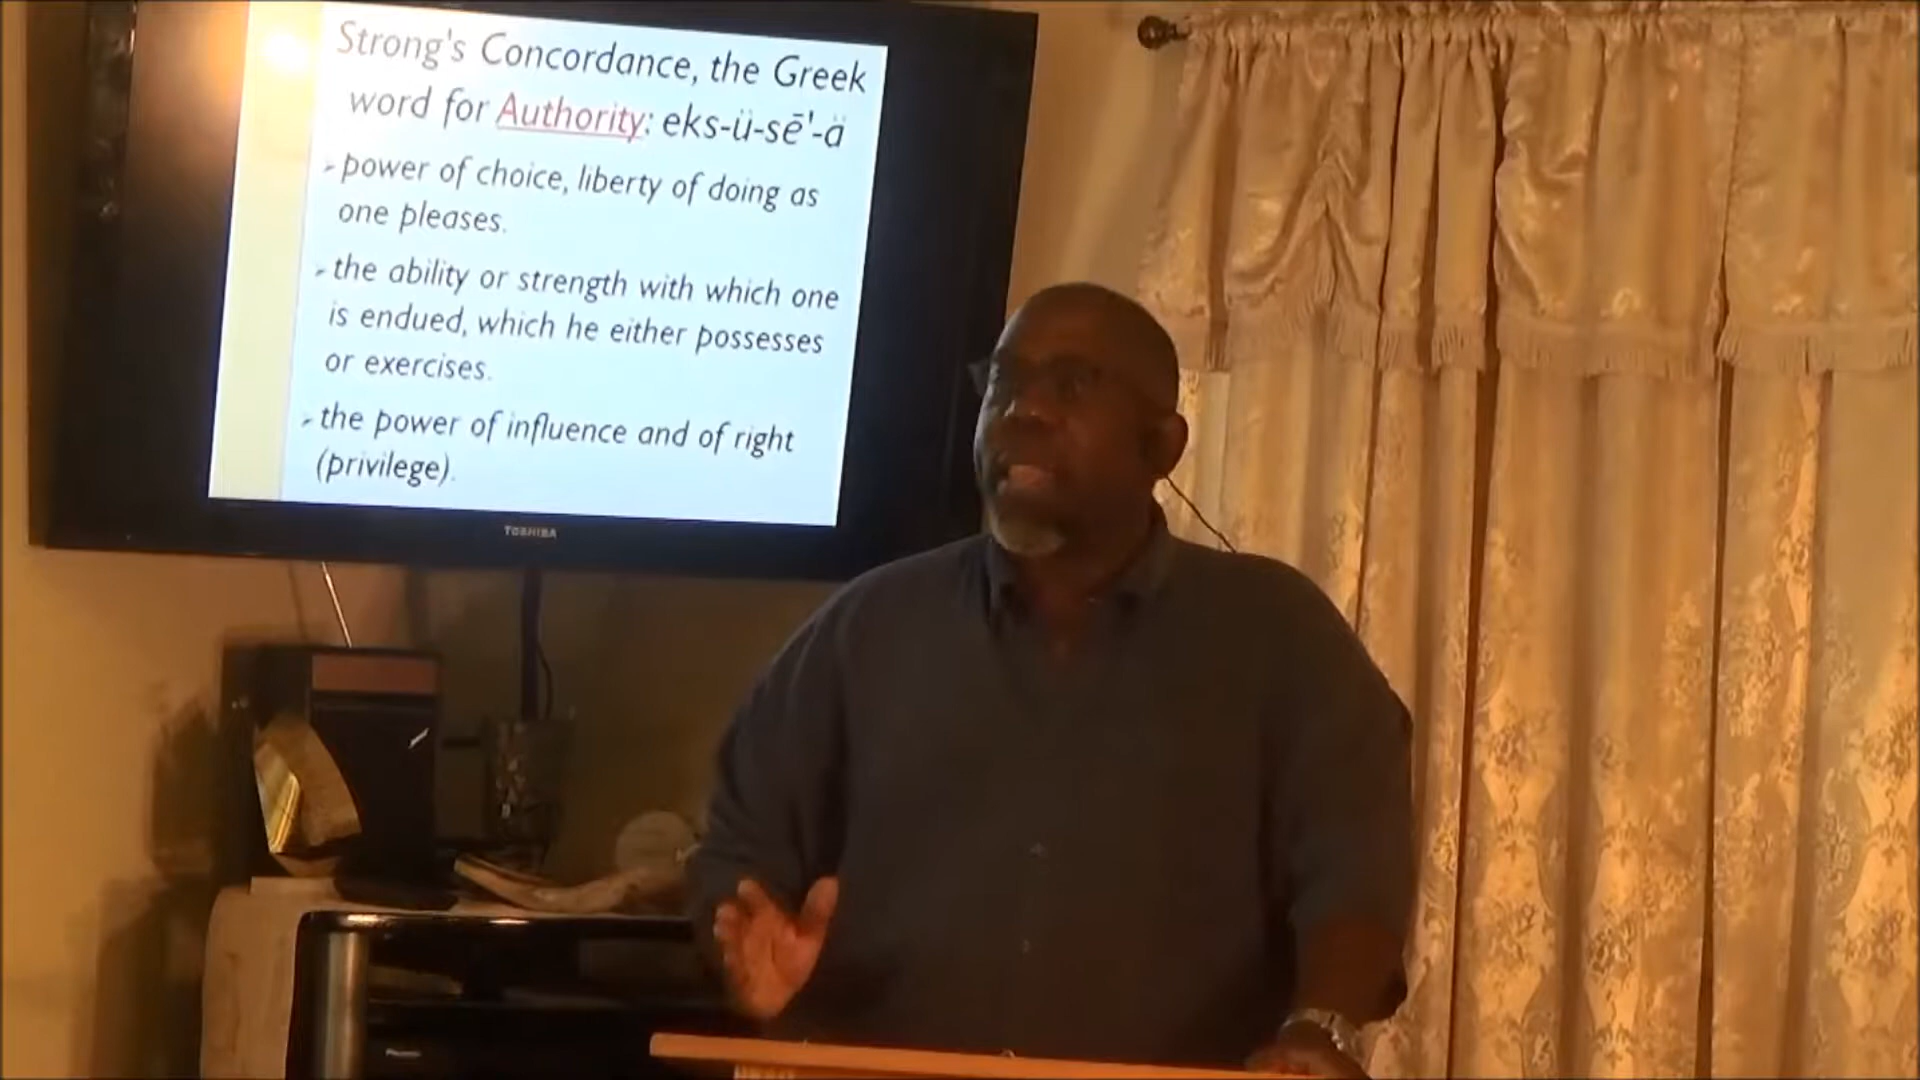 Strong's Concordance, the Greek
word for Authority: eks-ü-sē'-ä
power of choice, liberty of doing as
one pleases.
the ability or strength with which one
is endued, which he either possesses
or exercises.
the power of influence and of right
(privilege).
TOSHIBA